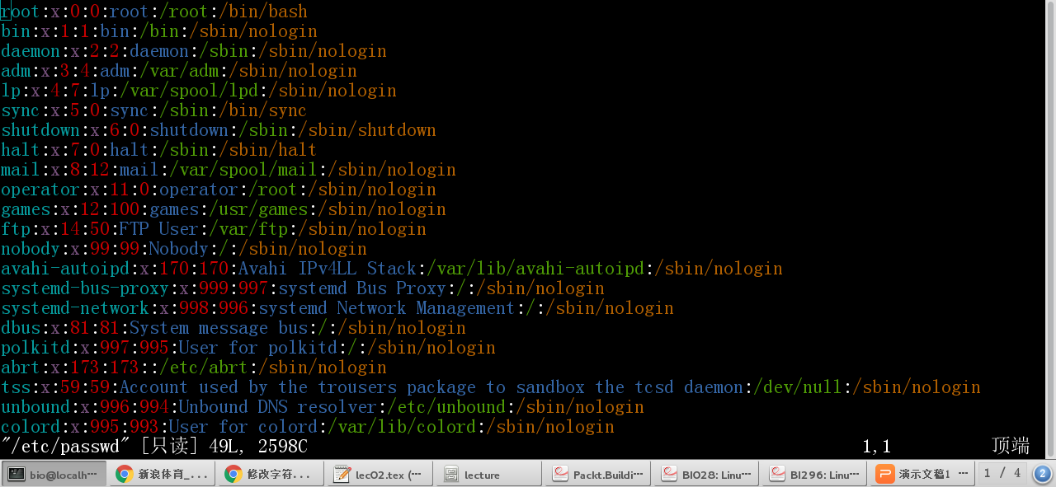 root:x:0:0:root:/root:/bin/bash
bin:x:1:1:bin:/bin:/sbin/nologin
daemon:x:2:2:daemon:/sbin:/sbin/nologin
adm:x:3:4:adm:/var/adm:/sbin/nologin
lp:x:4:7:lp:/var/spool/lpd:/sbin/nologin
sync:x:5:0:sync:/sbin:/bin/sync
shutdown:x:6:0:shutdown:/sbin:/sbin/shutdown
halt:x:7:0:halt:/sbin:/sbin/halt
mail:x:8:12:mail:/var/spool/mail:/sbin/nologin
operator:x:11:0:operator:/root:/sbin/nologin
games:x:12:100:games:/usr/games:/sbin/nologin
ftp:x:14:50:FTP User:/var/ftp:/sbin/nologin
nobody:x:99:99:Nobody:/:/sbin/nologin
avahi-autoipd:x:170:170:Avahi IPv4LL Stack:/var/lib/avahi-autoipd:/sbin/nologin
systemd-bus-proxy:x:999:997:systemd Bus Proxy:/:/sbin/nologin
systemd-network:x:998:996:systemd Network Management:/:/sbin/nologin
dbus:x:81:81:System message bus:/:/sbin/nologin
polkitd:x:997:995:User for polkitd:/:/sbin/nologin
abrt:x:173:173::/etc/abrt:/sbin/nologin
tss:x:59:59:Account used by the trousers package to sandbox the tcsd daemon:/dev/null:/sbin/nologin
unbound:x:996:994:Unbound DNS resolver:/etc/unbound:/sbin/nologin
colord:x:995:993:User for colord:/var/lib/colord:/sbin/nologin
"/etc/passwd" [只读] 49L, 2598C 1,1 顶端
bio@localh··· 新浪体育_... 修改字符... lec02.tex (··· lecture Packt.Buildi··· BIO28: Linu··· BI296: Linu··· 演示文稿1 ··· 1 / 4 2